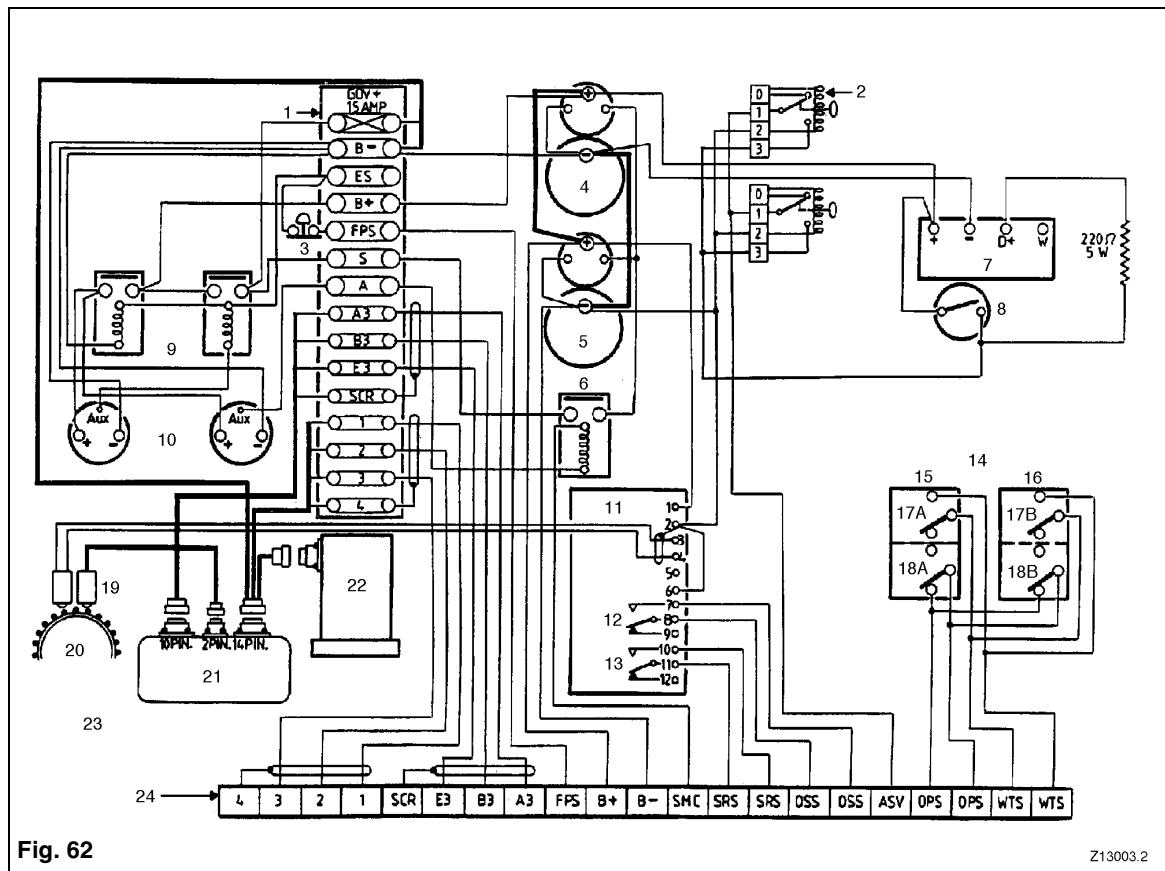 GOV +
15 AMP
1
B-
ES
B+
FPS
S
A
A3
B3
E3
SCR
1
2
3
4
3
9
Aux
+ -
Aux
+ -
10
+
-
4
+
-
5
6
0
1
2
3
2
0
1
2
3
+ - D+ W
7
220Ω
5 W
8
11
1
2
3
4
5
6
7
8
9
10
11
12
12
13
14
15
16
17A
17B
18A
18B
19
20
10PIN. 2PIN. 14PIN.
21
22
23
24
4 3 2 1 SCR E3 B3 A3 FPS B+ B- SMC SRS SRS OSS OSS ASV OPS OPS WTS WTS
Fig. 62
Z13003.2